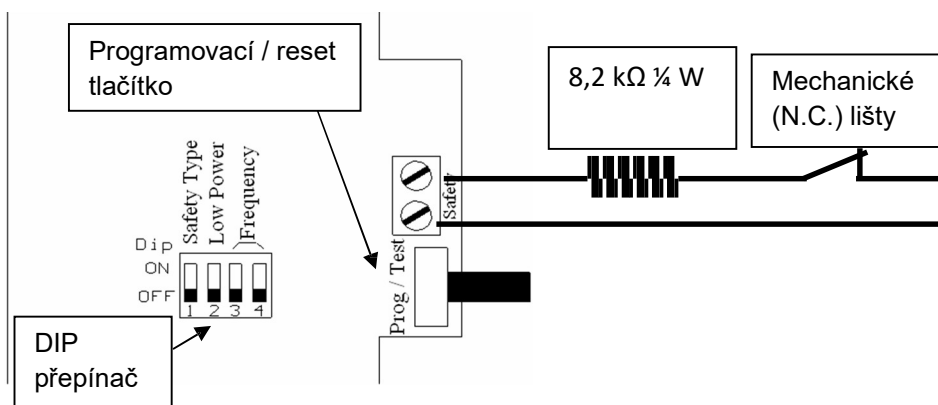 Programovací / reset
tlačítko
8,2 kΩ ¼ W
Mechanické
(N.C.) lišty
Safety Type
Low Power
Frequency
Safety
Dip
ON
OFF
1 2 3 4
Prog / Test
DIP
přepínač